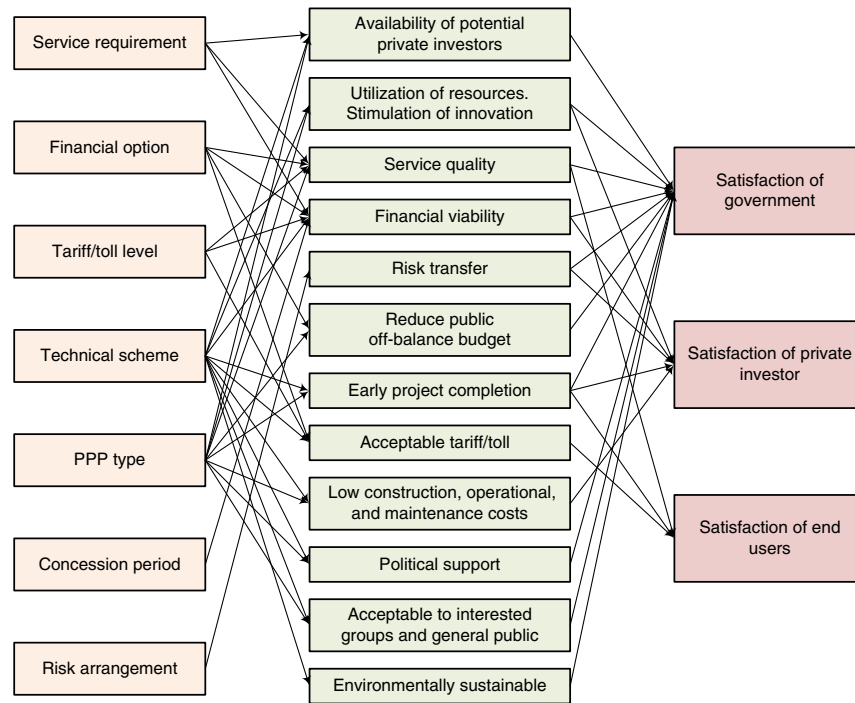 Service requirement
Financial option
Tariff/toll level
Technical scheme
PPP type
Concession period
Risk arrangement
Availability of potential
private investors
Utilization of resources.
Stimulation of innovation
Service quality
Financial viability
Risk transfer
Reduce public
off-balance budget
Early project completion
Acceptable tariff/toll
Low construction, operational,
and maintenance costs
Political support
Acceptable to interested
groups and general public
Environmentally sustainable
Satisfaction of
government
Satisfaction of private
investor
Satisfaction of end
users